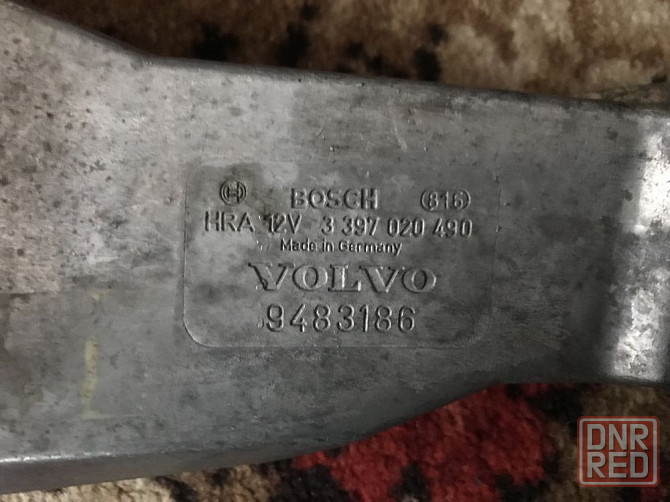 BOSCH (816)
HRA 12V 3 397 020 490
Made in Germany
VOLVO
9483186
DNR
RED